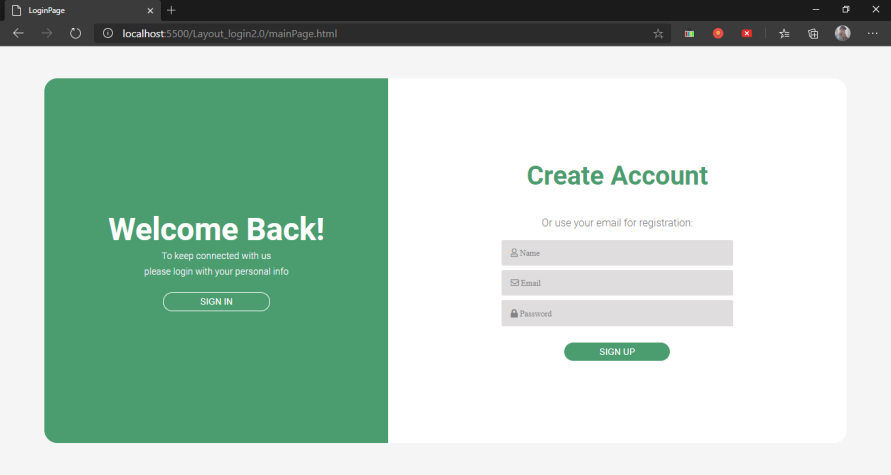 LoginPage
localhost:5500/Layout_login2.0/mainPage.html
Welcome Back!
To keep connected with us
please login with your personal info
SIGN IN
Create Account
Or use your email for registration:
Name
Email
Password
SIGN UP